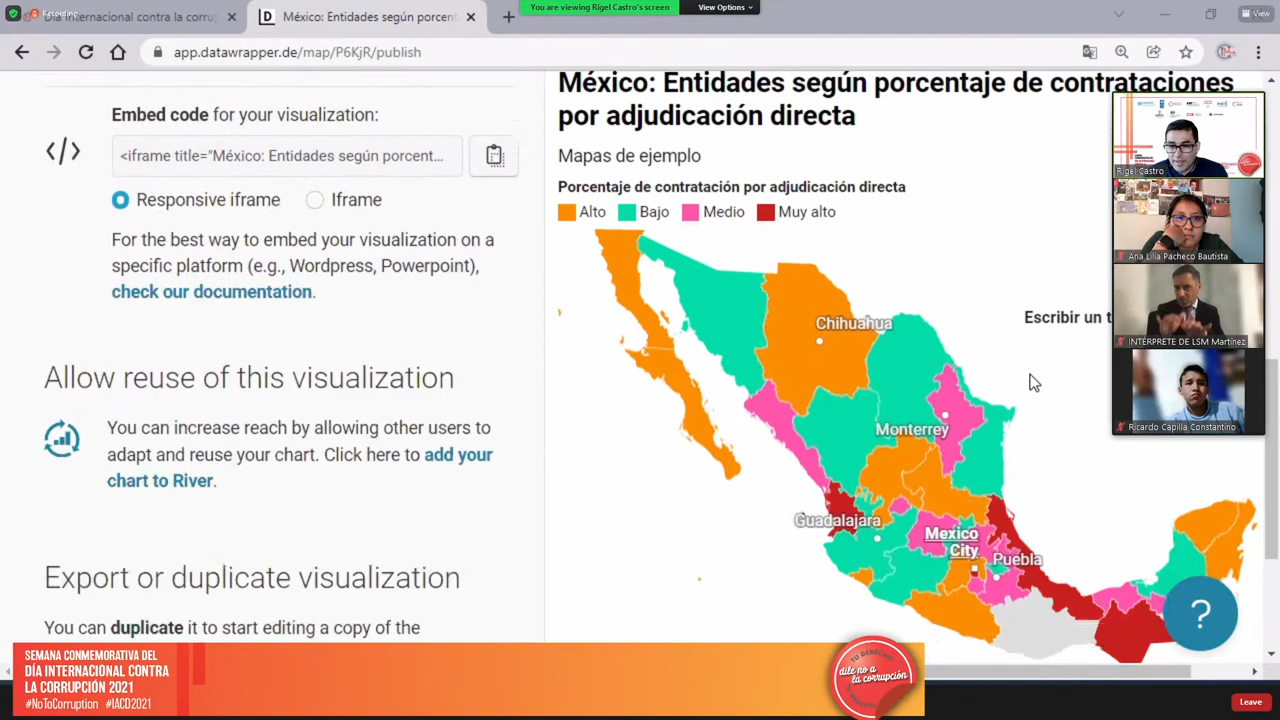 Recording
Día Internacional contra la corrup
México: Entidades según porcent
You are viewing Rigel Castro's screen
View Options
View
app.datawrapper.de/map/P6KjR/publish
Embed code for your visualization:
<iframe title="México: Entidades según porcent...
Responsive iframe
Iframe
For the best way to embed your visualization on a
specific platform (e.g., Wordpress, Powerpoint),
check our documentation.
Allow reuse of this visualization
You can increase reach by allowing other users to
adapt and reuse your chart. Click here to add your
chart to River.
Export or duplicate visualization
You can duplicate it to start editing a copy of the
México: Entidades según porcentaje de contrataciones
por adjudicación directa
Mapas de ejemplo
Porcentaje de contratación por adjudicación directa
Alto
Bajo
Medio
Muy alto
Chihuahua
Escribir un t
Monterrey
Guadalajara
Mexico
City
Puebla
?
Rigel Castro
Ana Lilia Pacheco Bautista
INTÉRPRETE DE LSM Martínez
Ricardo Capilla Constantino
SEMANA CONMEMORATIVA DEL
DÍA INTERNACIONAL CONTRA
LA CORRUPCIÓN 2021
#NoToCorruption #IACD2021
TU DERECHO
dile no a
la corrupción
Leave